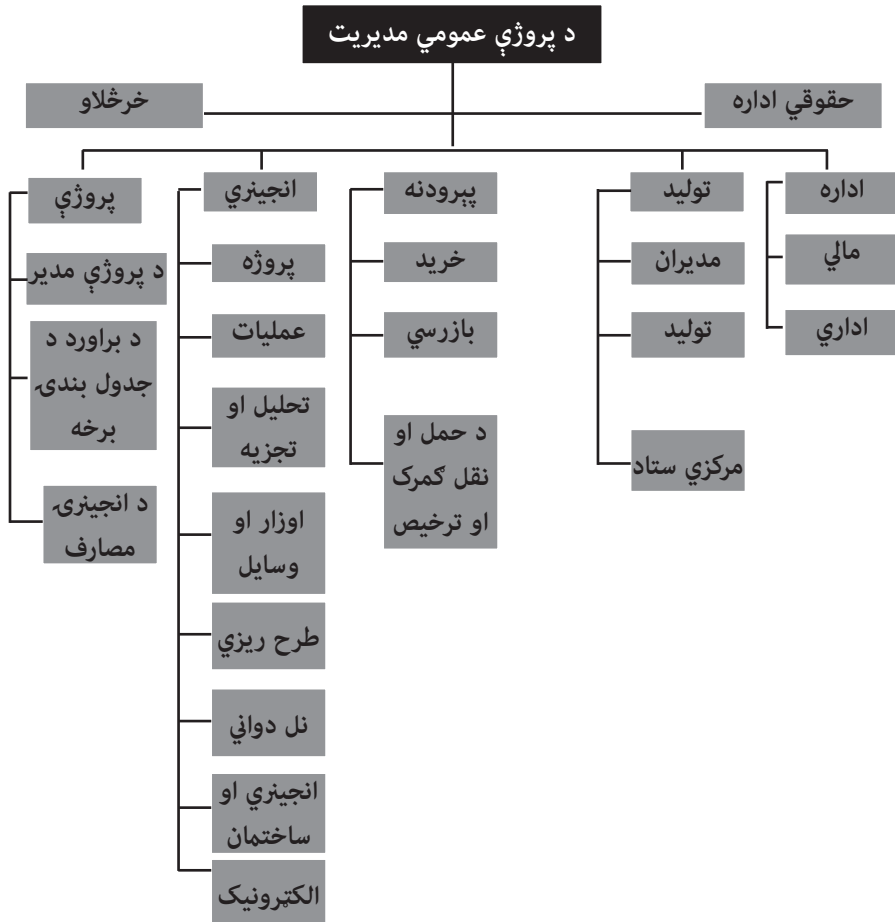 د پروژې عمومي مديريت
حقوقي اداره
خرڅلاو
اداره
مالي
اداري
توليد
مديران
توليد
مرکزي ستاد
پېرودنه
خريد
بازرسي
د حمل او
نقل ګمرک
او ترخيص
انجينري
پروژه
عمليات
تحليل او
تجزيه
اوزار او
وسايل
طرح ريزي
نل دواني
انجينري او
ساختمان
الکټرونيک
پروژې
د پروژې مدير
د براورد د
جدول بندۍ
برخه
د انجينرۍ
مصارف